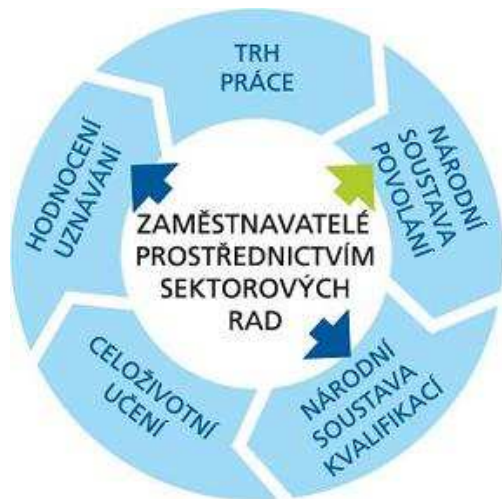 TRH
PRÁCE
NÁRODNÍ
SOUSTAVA
POVOLÁNÍ
NÁRODNÍ
SOUSTAVA
KVALIFIKACÍ
CELOŽIVOTNÍ
UČENÍ
HODNOCENÍ
UZNÁVÁNÍ
ZAMĚSTNAVATELÉ
PROSTŘEDNICTVÍM
SEKTOROVÝCH
RAD